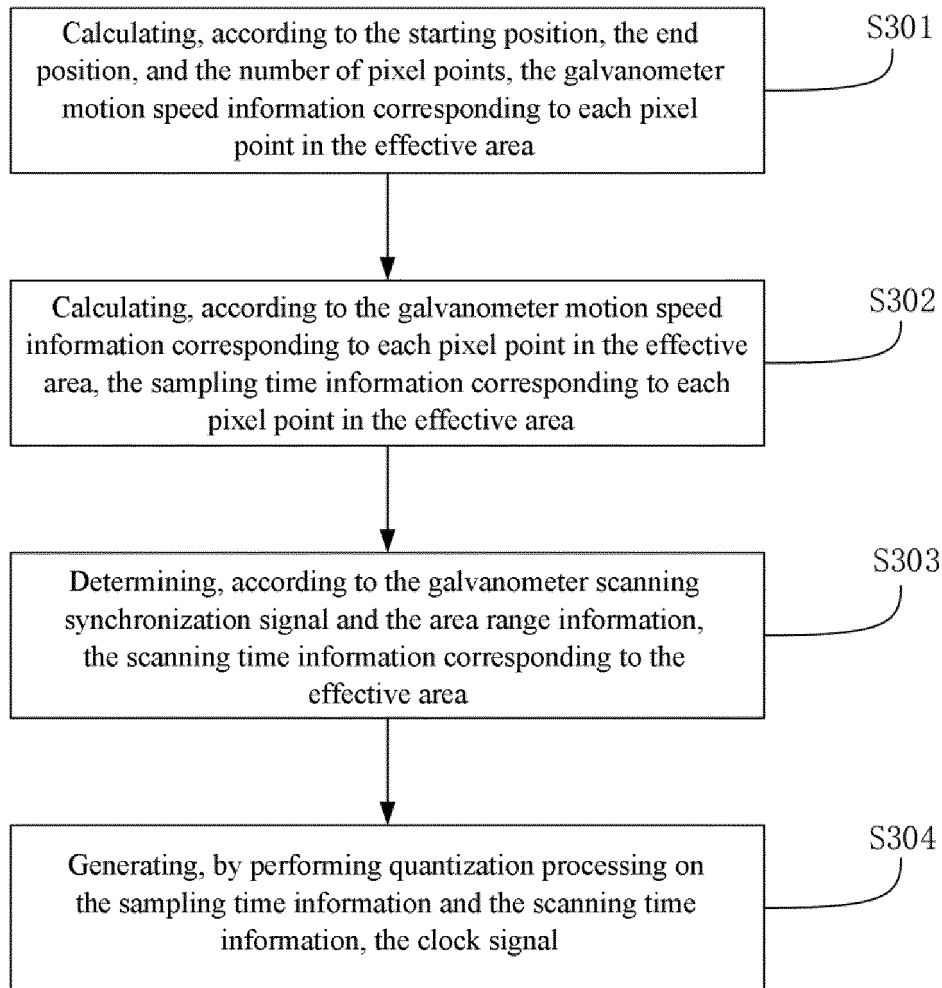 Calculating, according to the starting position, the end
position, and the number of pixel points, the galvanometer
motion speed information corresponding to each pixel
point in the effective area
S301
Calculating, according to the galvanometer motion speed
information corresponding to each pixel point in the effective
area, the sampling time information corresponding to each
pixel point in the effective area
S302
Determining, according to the galvanometer scanning
synchronization signal and the area range information,
the scanning time information corresponding to the
effective area
S303
Generating, by performing quantization processing on
the sampling time information and the scanning time
information, the clock signal
S304